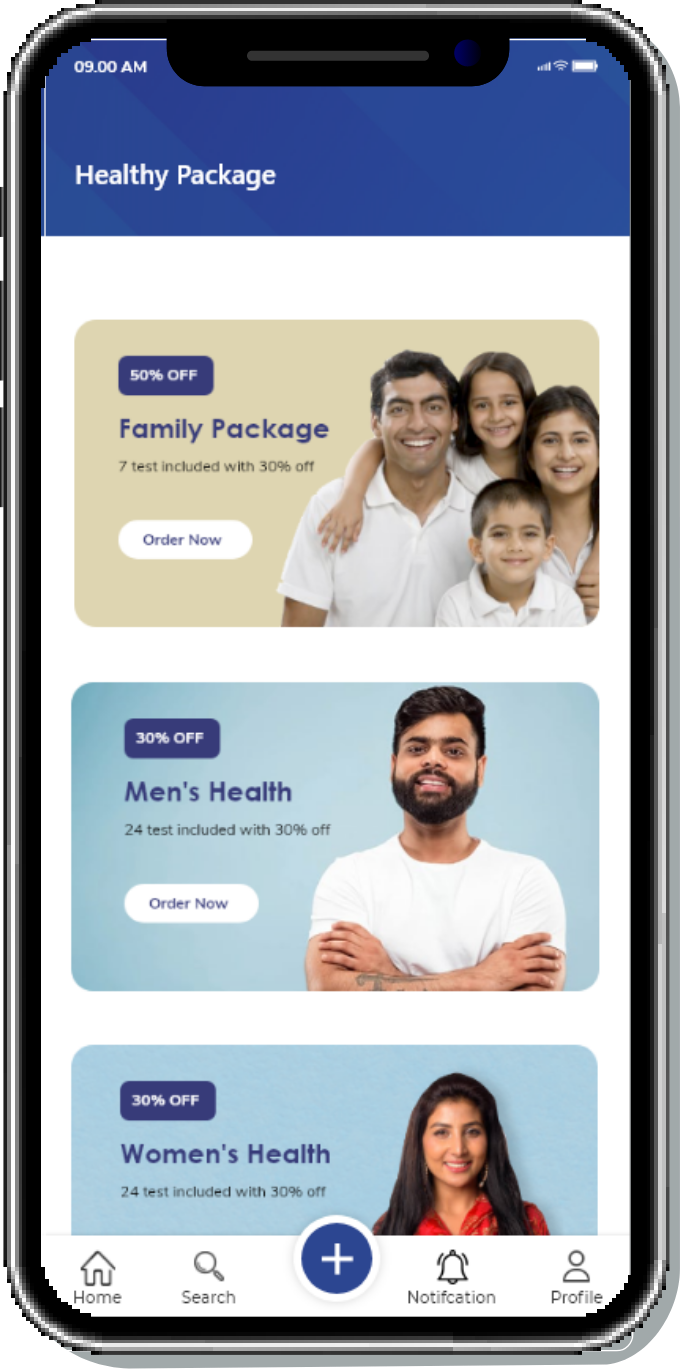 09.00 AM
Healthy Package
50% OFF
Family Package
7 test included with 30% off
Order Now
30% OFF
Men's Health
24 test included with 30% off
Order Now
30% OFF
Women's Health
24 test included with 30% off
Home
Search
Notifcation
Profile